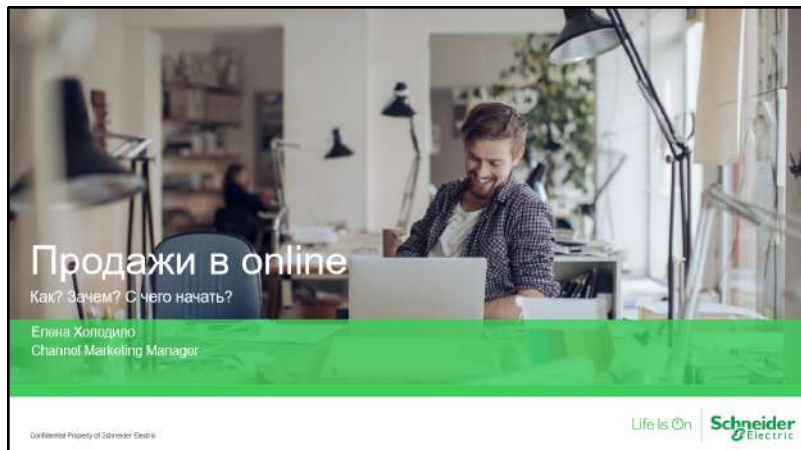 Продажи в online
Как? Зачем? С чего начать?
Елена Холодило
Channel Marketing Manager
Confidential Property of Schneider Electric
Life Is On
Schneider
Electric